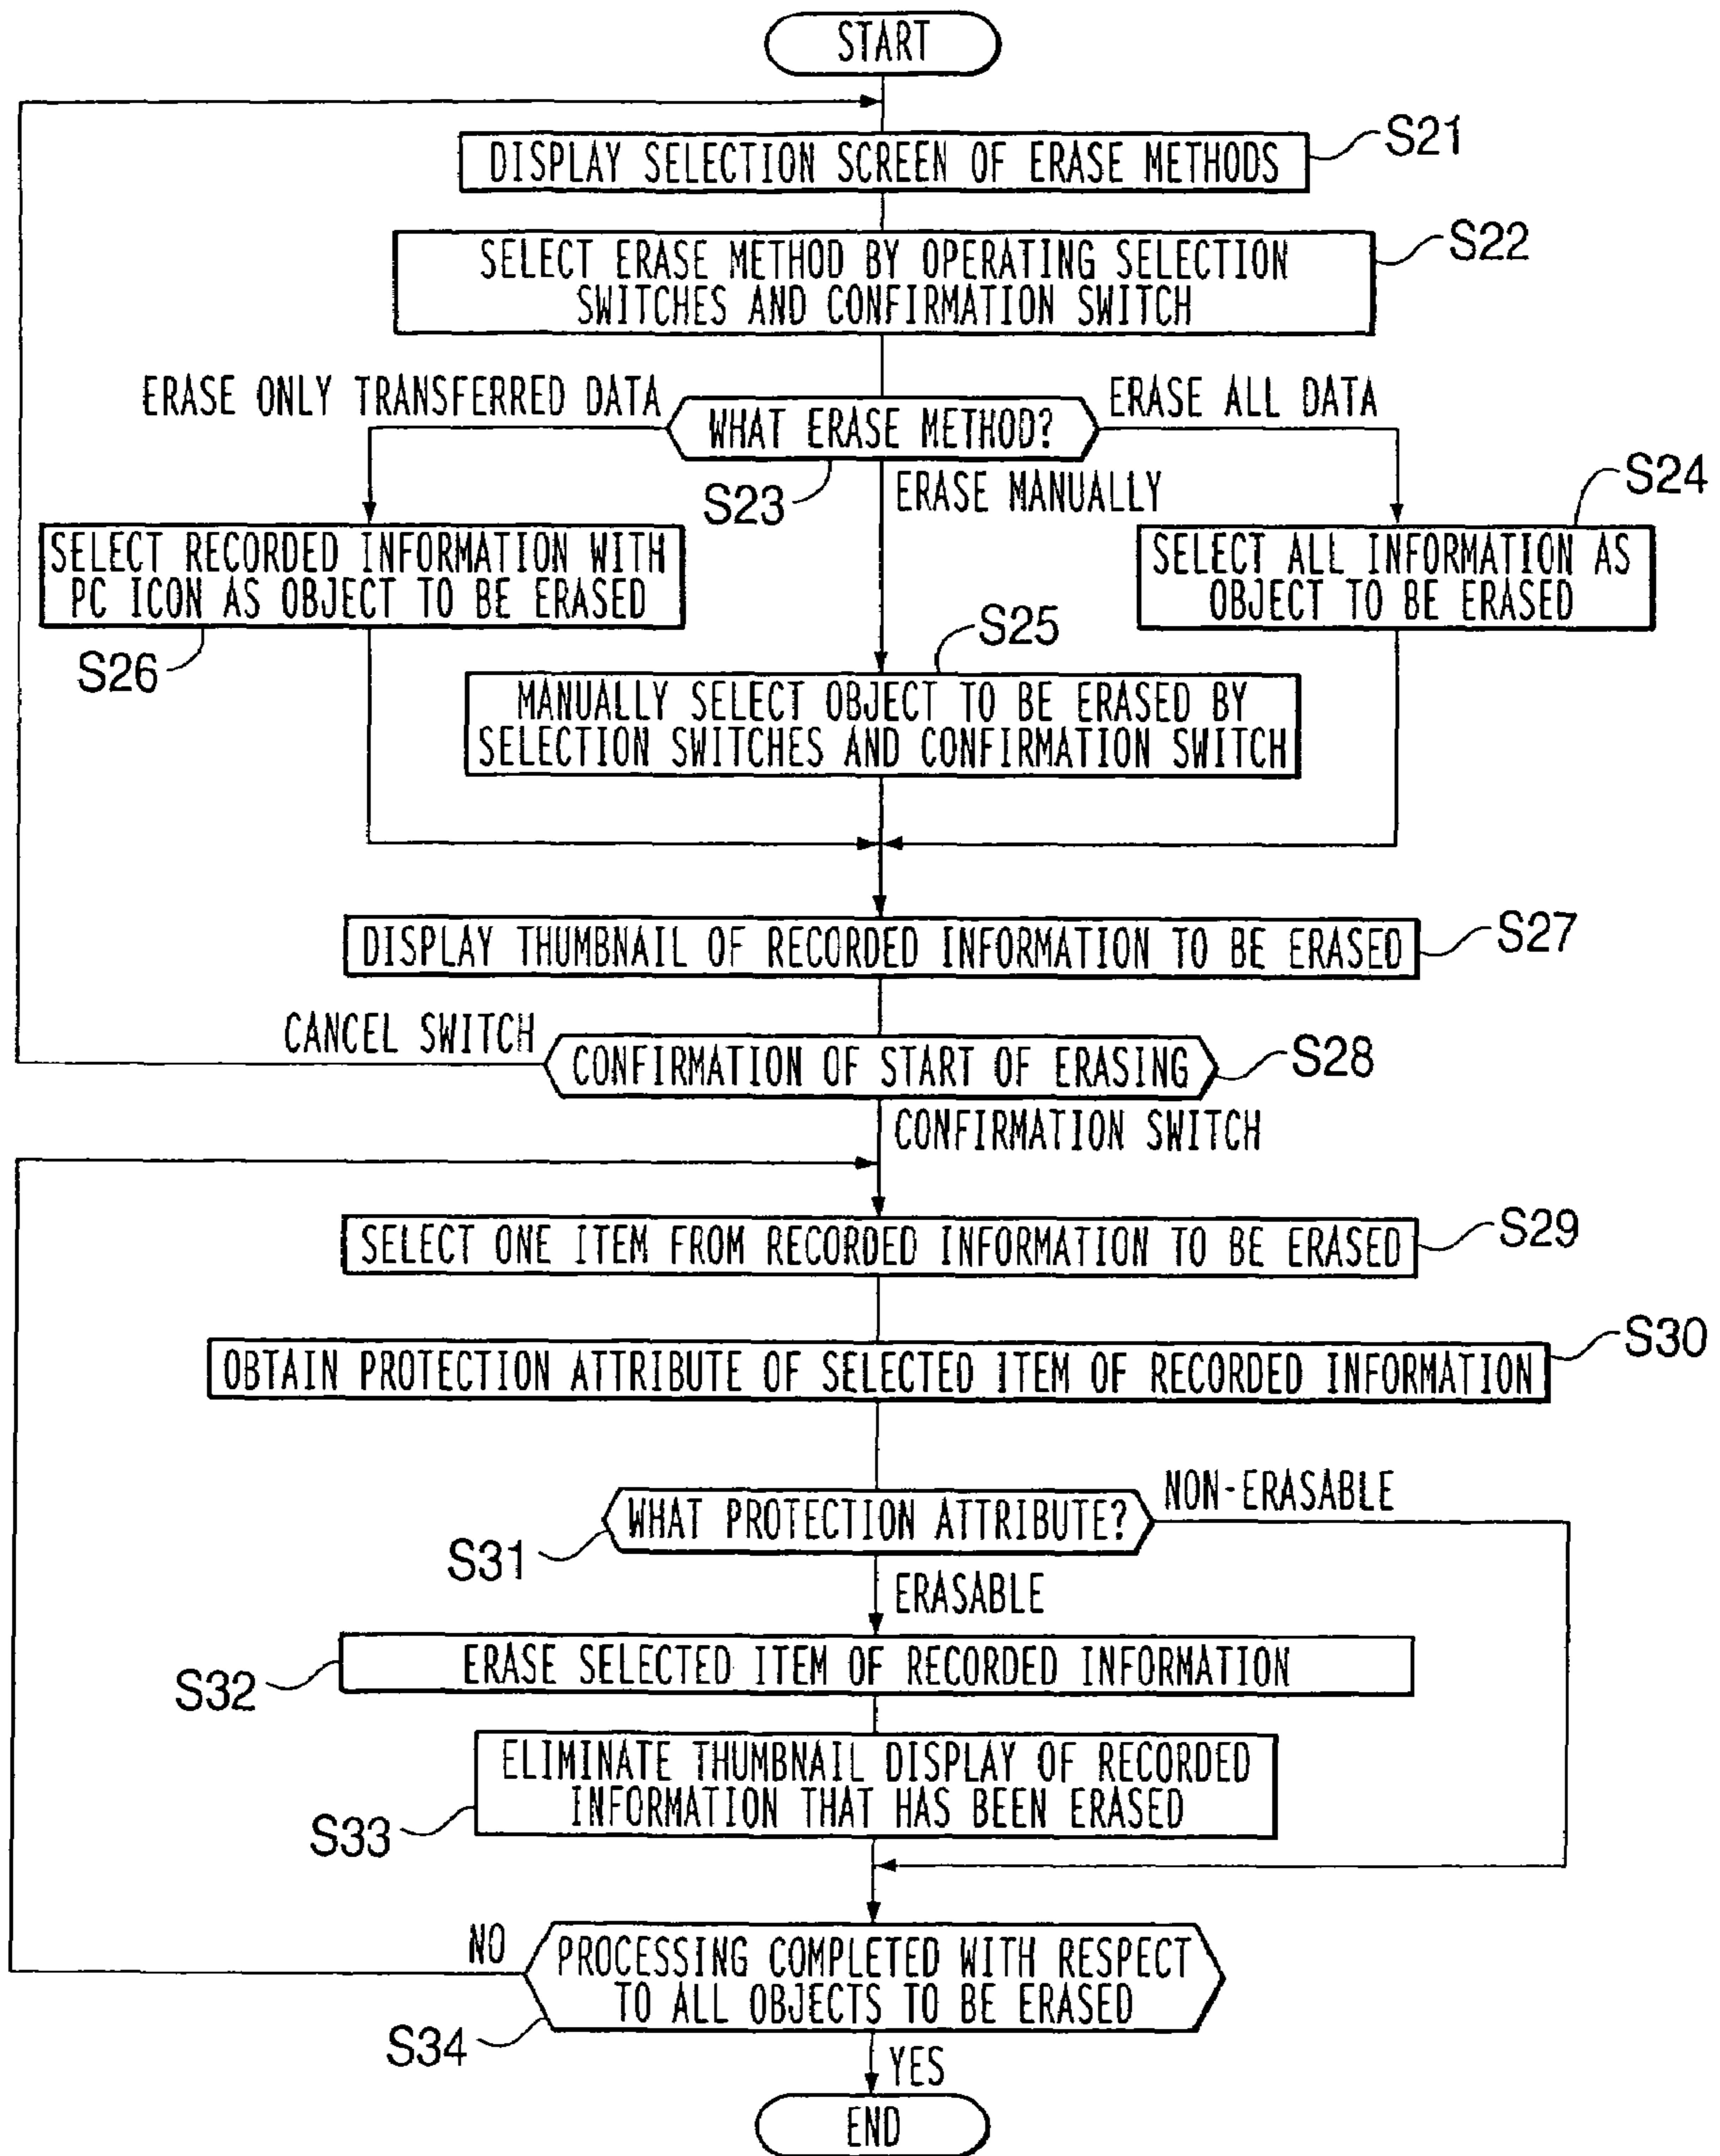 START
DISPLAY SELECTION SCREEN OF ERASE METHODS
S21
SELECT ERASE METHOD BY OPERATING SELECTION
SWITCHES AND CONFIRMATION SWITCH
S22
ERASE ONLY TRANSFERRED DATA
WHAT ERASE METHOD?
ERASE ALL DATA
S23
ERASE MANUALLY
S24
SELECT RECORDED INFORMATION WITH
PC ICON AS OBJECT TO BE ERASED
SELECT ALL INFORMATION AS
OBJECT TO BE ERASED
S26
S25
MANUALLY SELECT OBJECT TO BE ERASED BY
SELECTION SWITCHES AND CONFIRMATION SWITCH
DISPLAY THUMBNAIL OF RECORDED INFORMATION TO BE ERASED
S27
CANCEL SWITCH
CONFIRMATION OF START OF ERASING
S28
CONFIRMATION SWITCH
SELECT ONE ITEM FROM RECORDED INFORMATION TO BE ERASED
S29
OBTAIN PROTECTION ATTRIBUTE OF SELECTED ITEM OF RECORDED INFORMATION
S30
WHAT PROTECTION ATTRIBUTE?
NON-ERASABLE
S31
ERASABLE
ERASE SELECTED ITEM OF RECORDED INFORMATION
S32
ELIMINATE THUMBNAIL DISPLAY OF RECORDED
INFORMATION THAT HAS BEEN ERASED
S33
NO
PROCESSING COMPLETED WITH RESPECT
TO ALL OBJECTS TO BE ERASED
S34
YES
END